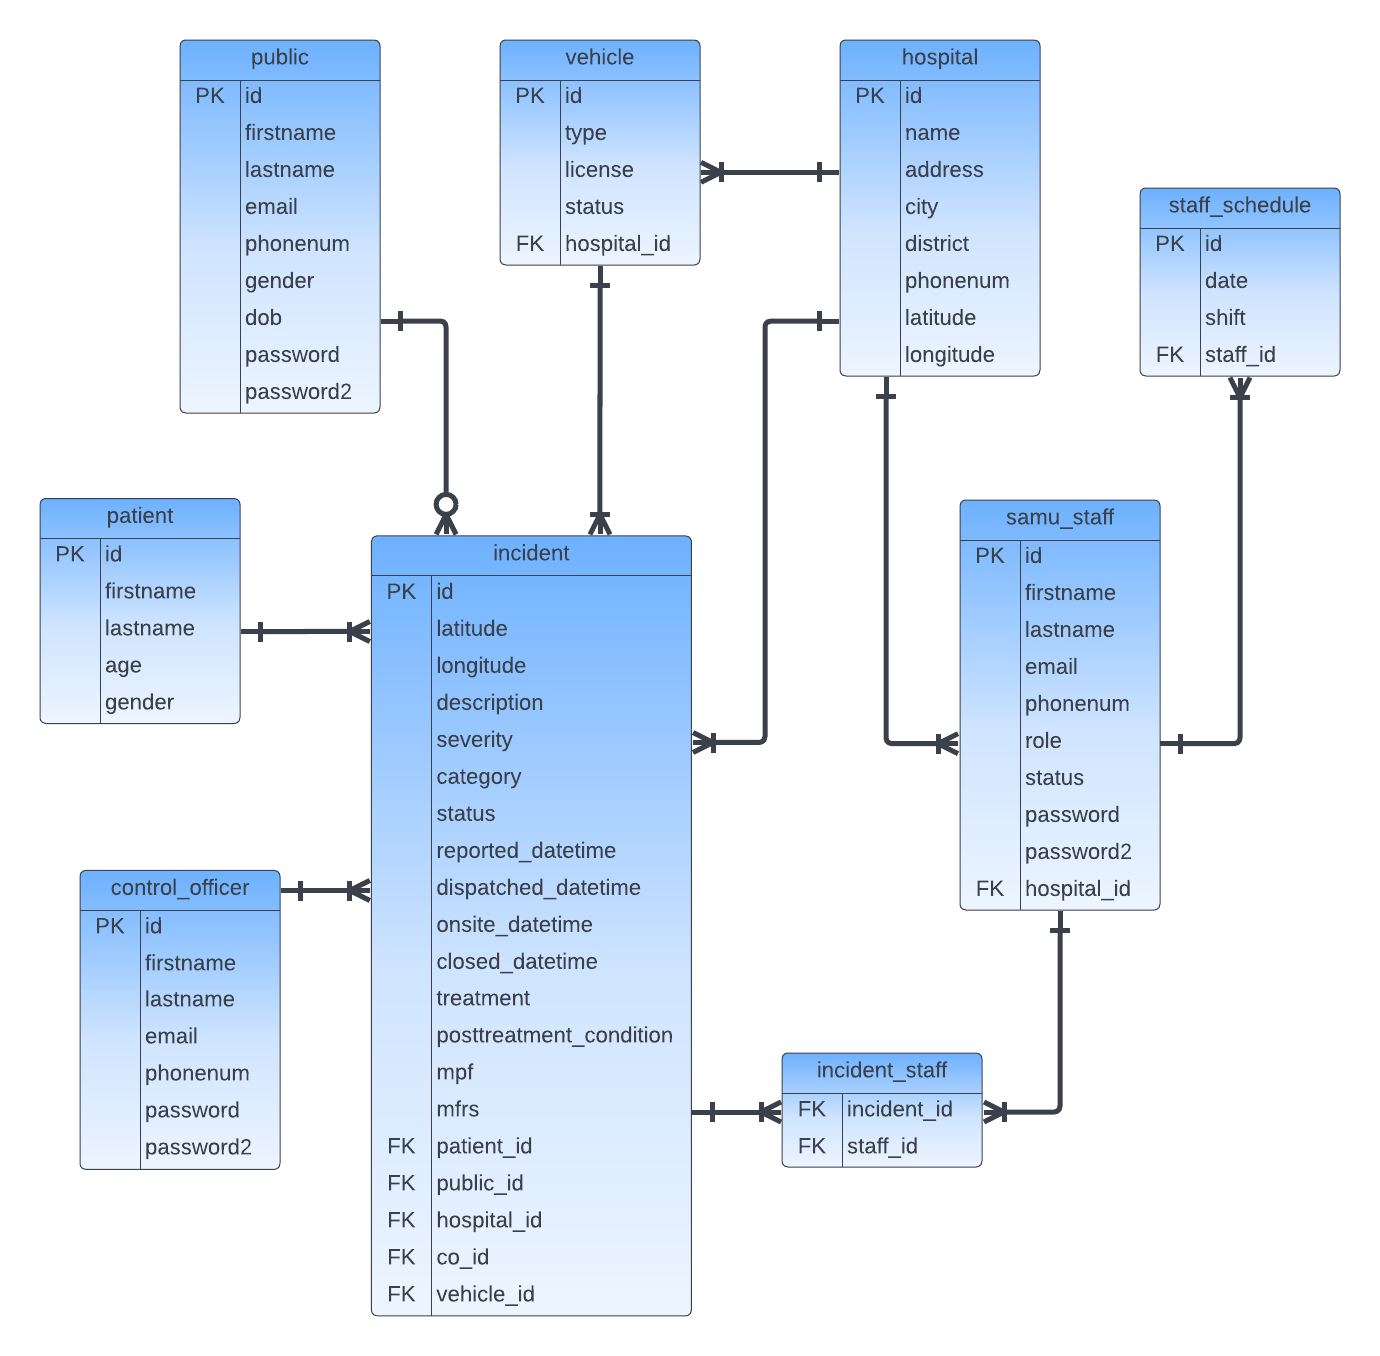 public
PK id
firstname
lastname
email
phonenum
gender
dob
password
password2
vehicle
PK id
type
license
status
FK hospital_id
hospital
PK id
name
address
city
district
phonenum
latitude
longitude
staff_schedule
PK id
date
shift
FK staff_id
patient
PK id
firstname
lastname
age
gender
incident
PK id
latitude
longitude
description
severity
category
status
reported_datetime
dispatched_datetime
onsite_datetime
closed_datetime
treatment
posttreatment_condition
mpf
mfrs
FK patient_id
FK public_id
FK hospital_id
FK co_id
FK vehicle_id
samu_staff
PK id
firstname
lastname
email
phonenum
role
status
password
password2
FK hospital_id
control_officer
PK id
firstname
lastname
email
phonenum
password
password2
incident_staff
FK incident_id
FK staff_id